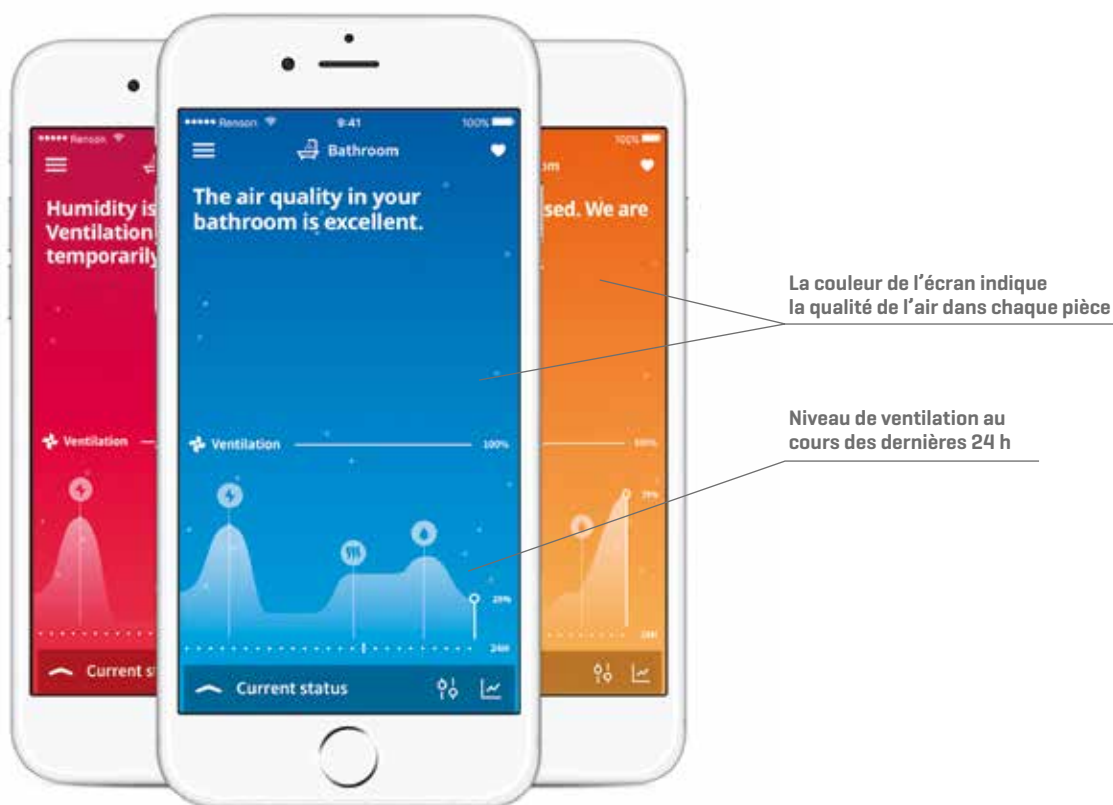 Renson
Humidity is
Ventilation
temporarily
Ventilation
Current s
Renson 9:41 100%
Bathroom
The air quality in your
bathroom is excellent.
Ventilation 100%
24H
Current status
100%
om
sed. We are
100%
La couleur de l'écran indique
la qualité de l'air dans chaque pièce
Niveau de ventilation au
cours des dernières 24 h